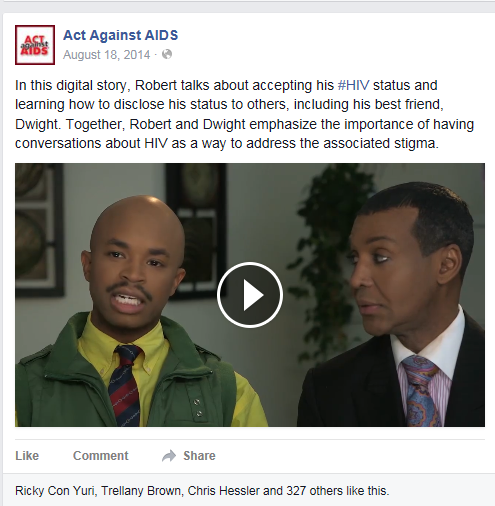 ACT
against
AIDS
Act Against AIDS
August 18, 2014 ·
In this digital story, Robert talks about accepting his #HIV status and
learning how to disclose his status to others, including his best friend,
Dwight. Together, Robert and Dwight emphasize the importance of having
conversations about HIV as a way to address the associated stigma.
Like Comment Share
Ricky Con Yuri, Trellany Brown, Chris Hessler and 327 others like this.